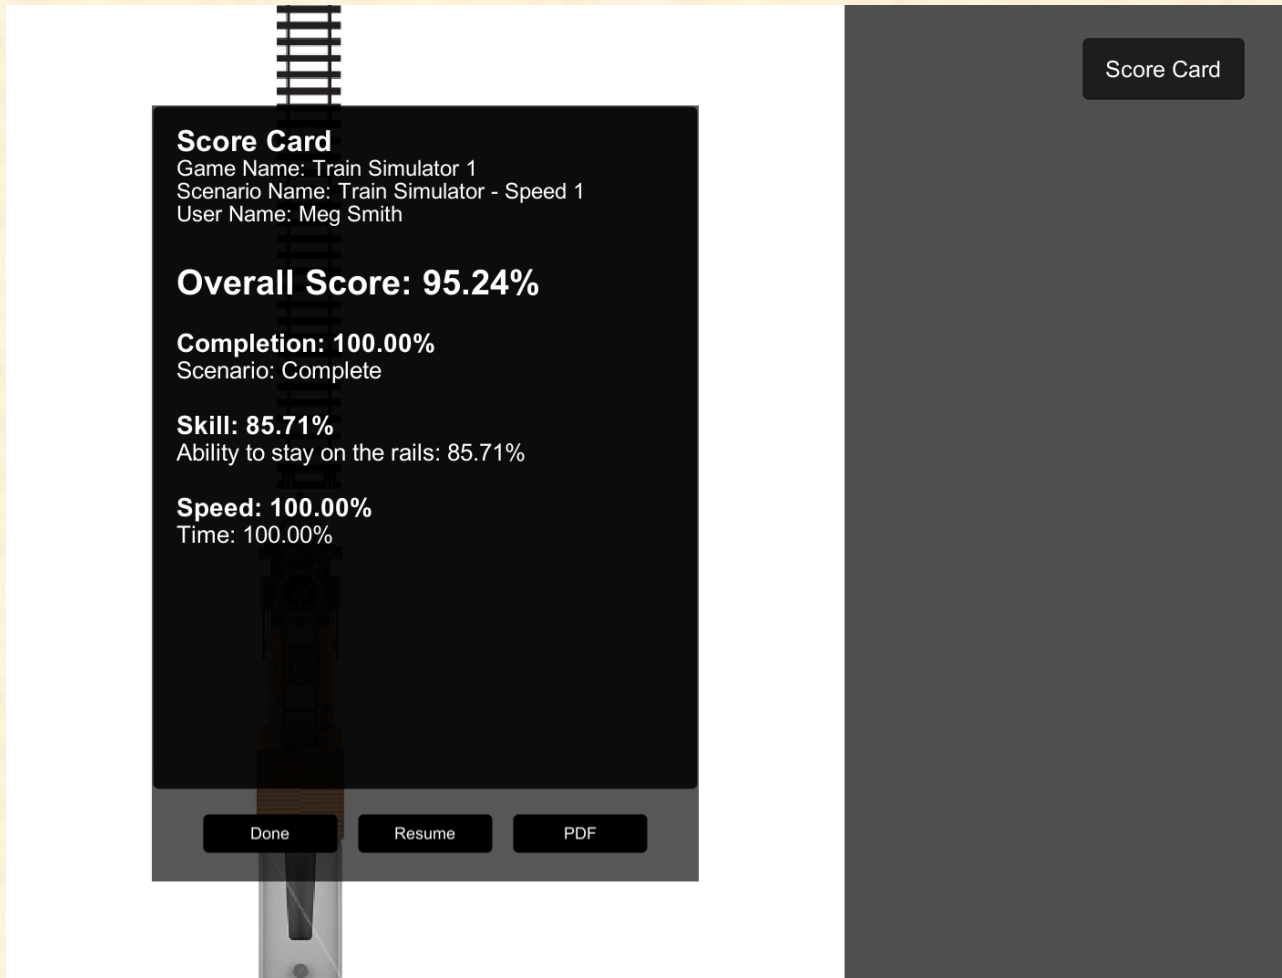 Score Card
Score Card
Game Name: Train Simulator 1
Scenario Name: Train Simulator - Speed 1
User Name: Meg Smith
Overall Score: 95.24%
Completion: 100.00%
Scenario: Complete
Skill: 85.71%
Ability to stay on the rails: 85.71%
Speed: 100.00%
Time: 100.00%
Done
Resume
PDF